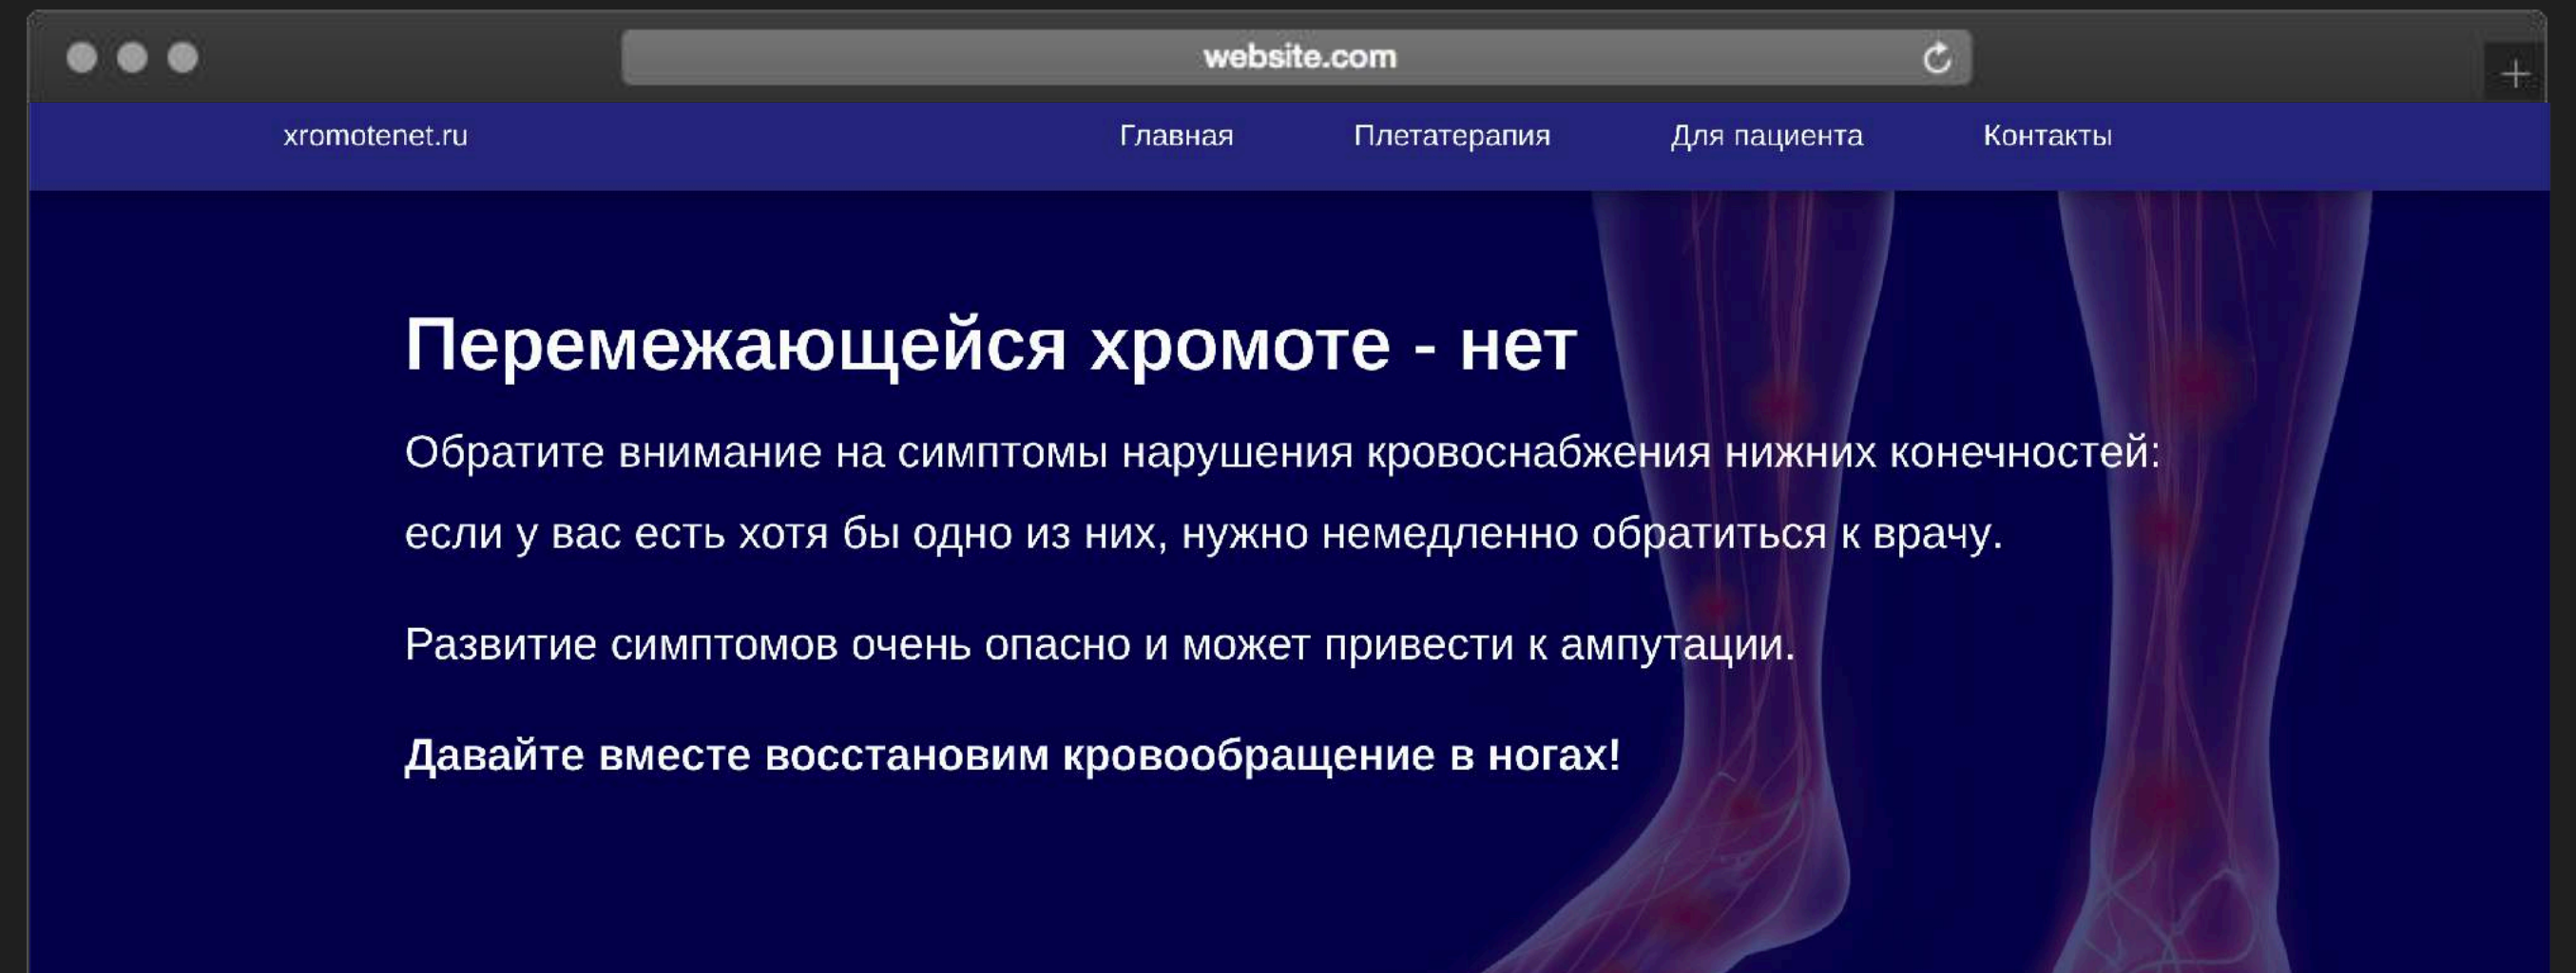 website.com
xromotenet.ru Главная Плетатерапия Для пациента Контакты
Перемежающейся хромоте - нет
Обратите внимание на симптомы нарушения кровоснабжения нижних конечностей:
если у вас есть хотя бы одно из них, нужно немедленно обратиться к врачу.
Развитие симптомов очень опасно и может привести к ампутации.
Давайте вместе восстановим кровообращение в ногах!